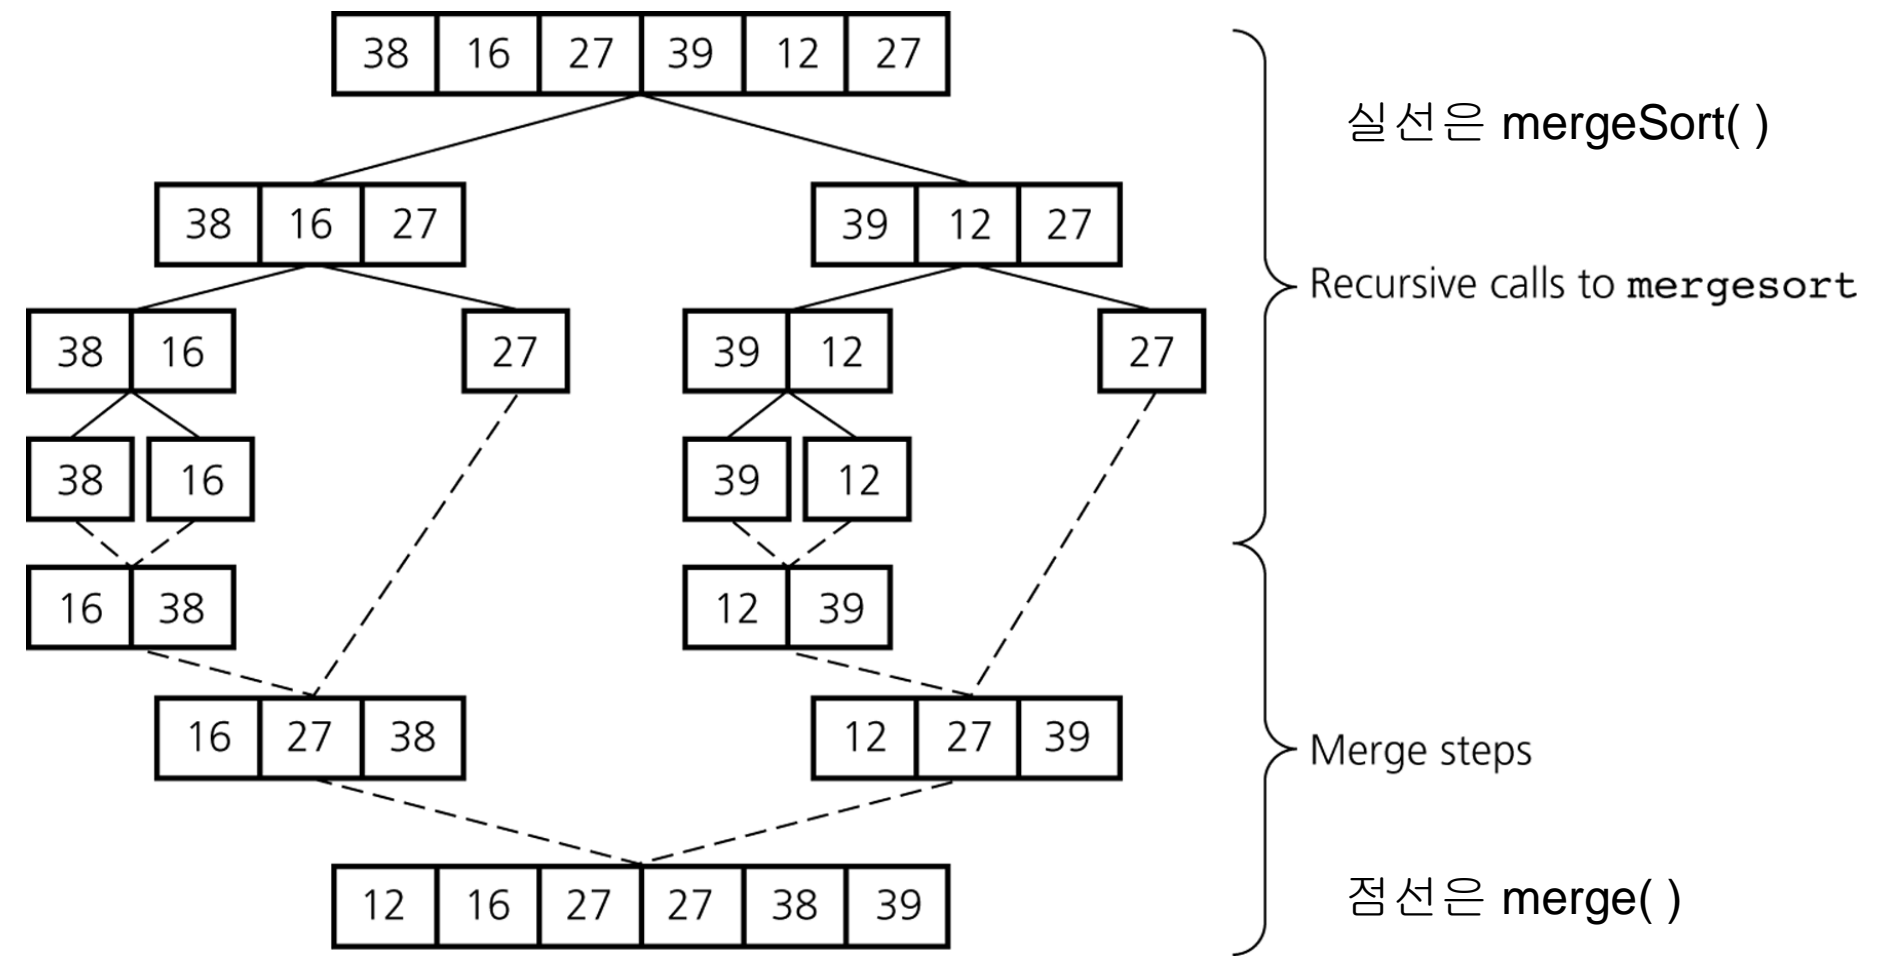 38 16 27 39 12 27
실선은 mergeSort( )
38 16 27 39 12 27
Recursive calls to mergesort
38 16 27 39 12 27
38 16 39 12
16 38 12 39
16 27 38 12 27 39
Merge steps
12 16 27 27 38 39
점선은 merge( )